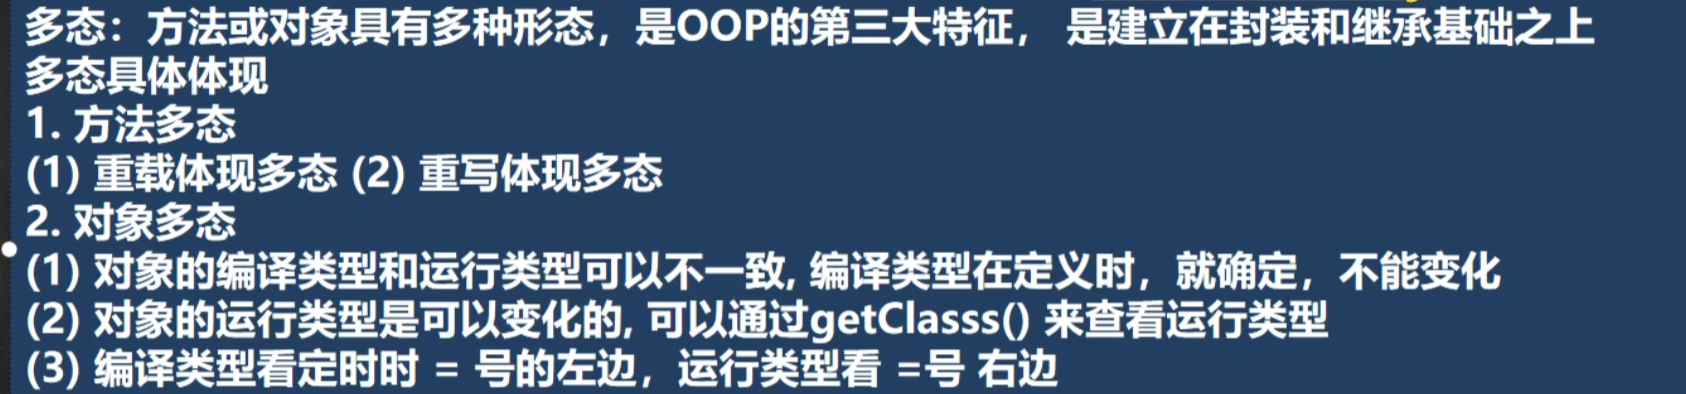 多态：方法或对象具有多种形态，是OOP的第三大特征， 是建立在封装和继承基础之上
多态具体体现
1. 方法多态
(1) 重载体现多态 (2) 重写体现多态
2. 对象多态
(1) 对象的编译类型和运行类型可以不一致, 编译类型在定义时，就确定，不能变化
(2) 对象的运行类型是可以变化的, 可以通过getClasss() 来查看运行类型
(3) 编译类型看定时时 = 号的左边，运行类型看 =号 右边